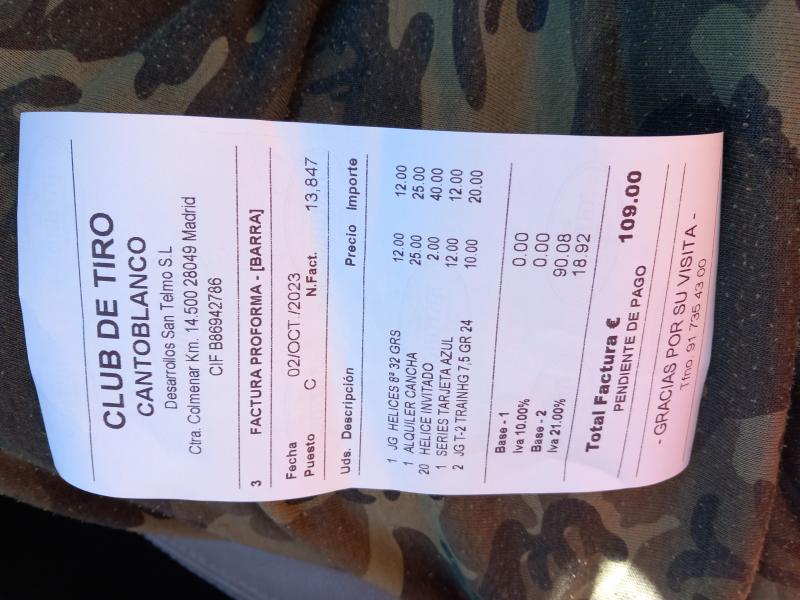 CLUB DE TIRO
CANTOBLANCO
Desarrollos San Telmo S.L
Ctra. Colmenar Km. 14.500 28049 Madrid
CIF B86942786
3 FACTURA PROFORMA - [BARRA]
Fecha 02/OCT./2023
Puesto C N.Fact. 13,847
Uds. Descripción Precio Importe
1 JG HELICES 8ª 32 GRS 12.00 12.00
1 ALQUILER CANCHA 25.00 25.00
20 HELICE INVITADO 2.00 40.00
1 SERIES TARJETA AZUL 12.00 12.00
2 JG T-2 TRAINHG 7,5 GR 24 10.00 20.00
Base - 1 0.00
Iva 10.00% 0.00
Base - 2 90.08
Iva 21.00% 18.92
Total Factura € 109.00
PENDIENTE DE PAGO
- GRACIAS POR SU VISITA -
Tfno. 91 735 43 00